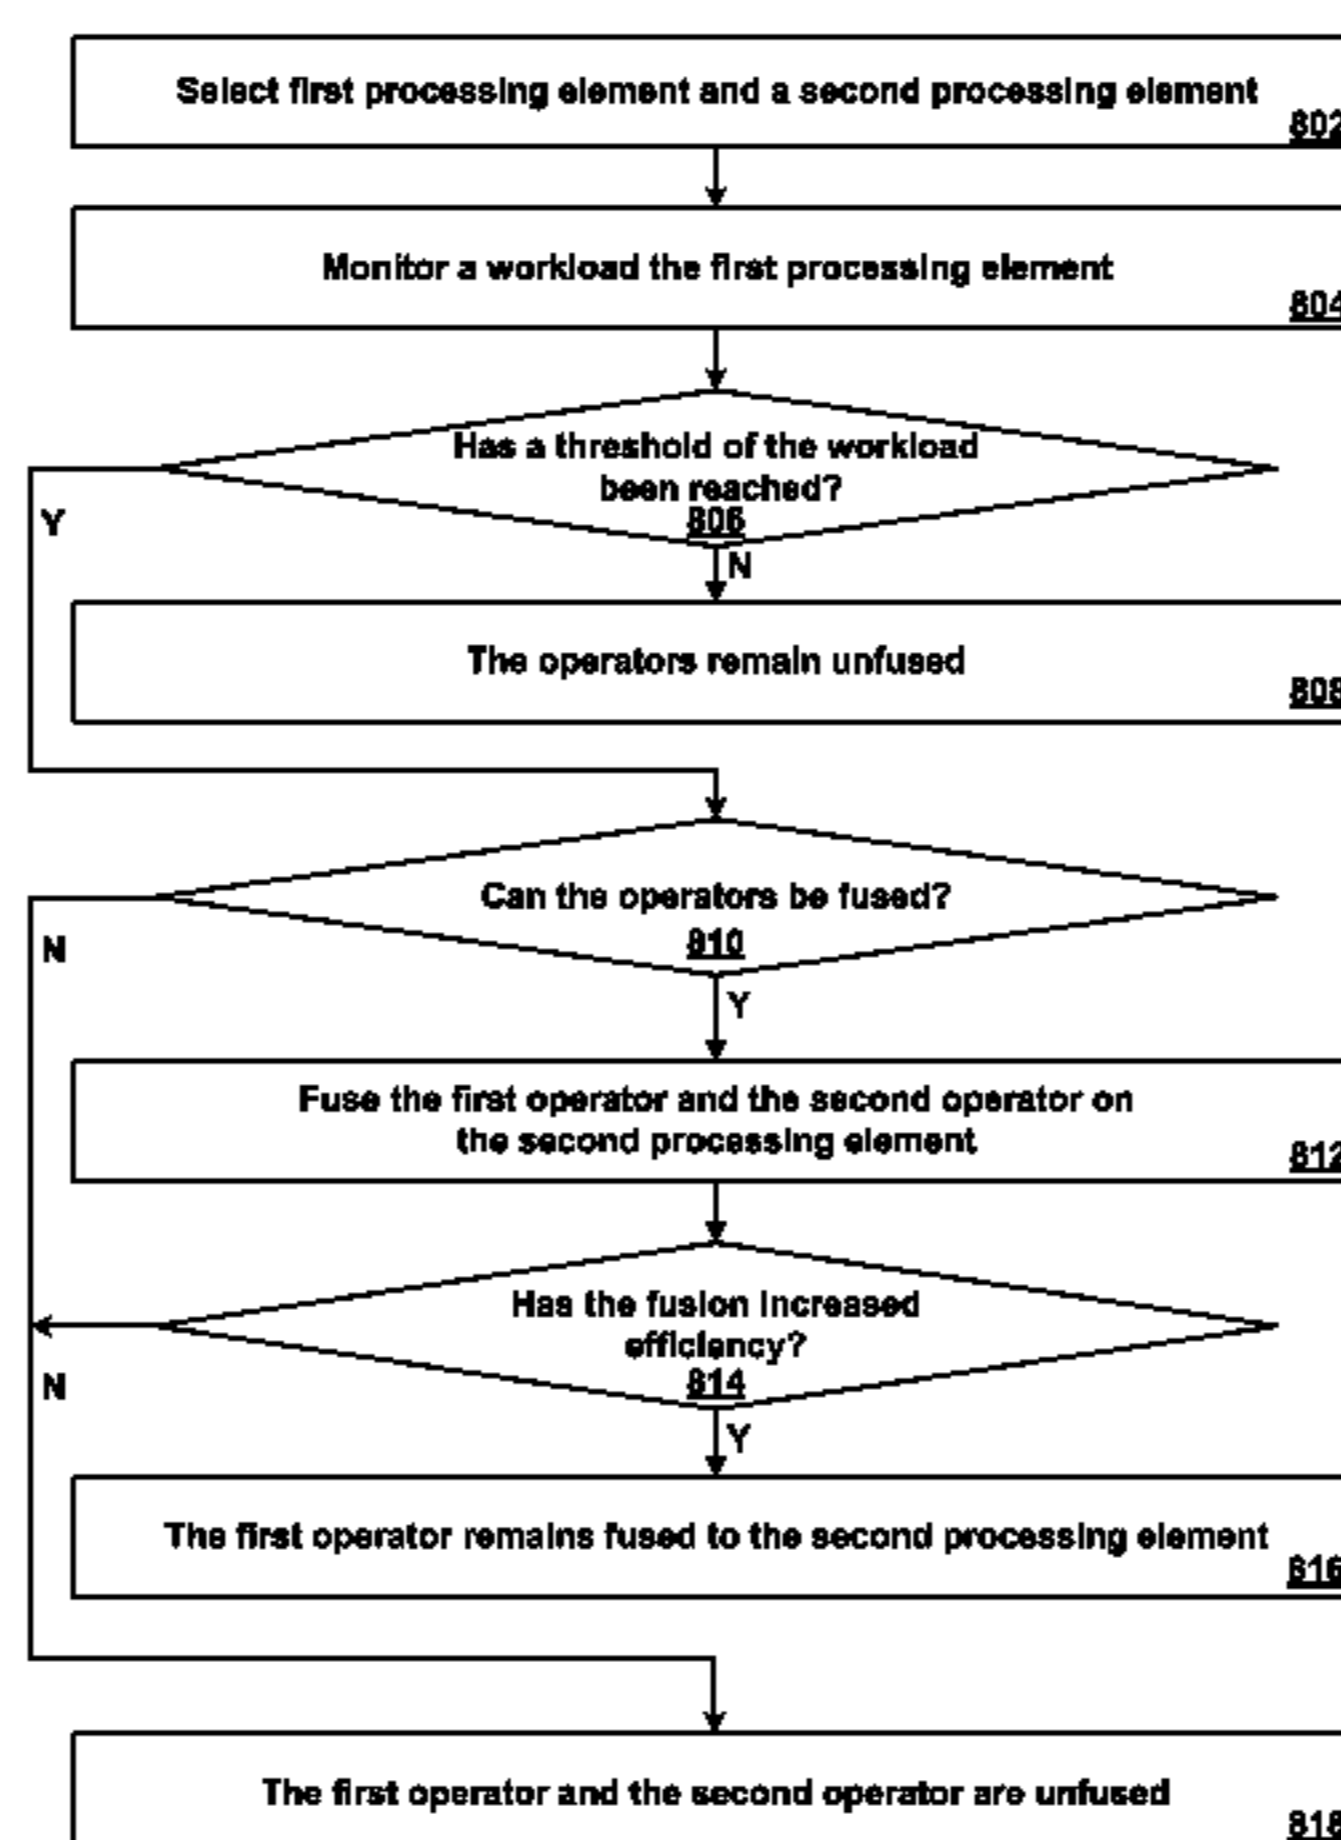 Select first processing element and a second processing element
802
Monitor a workload the first processing element
804
Has a threshold of the workload
been reached?
806
Y
N
The operators remain unfused
808
Can the operators be fused?
810
N
Y
Fuse the first operator and the second operator on
the second processing element
812
Has the fusion increased
efficiency?
814
N
Y
The first operator remains fused to the second processing element
816
The first operator and the second operator are unfused
818